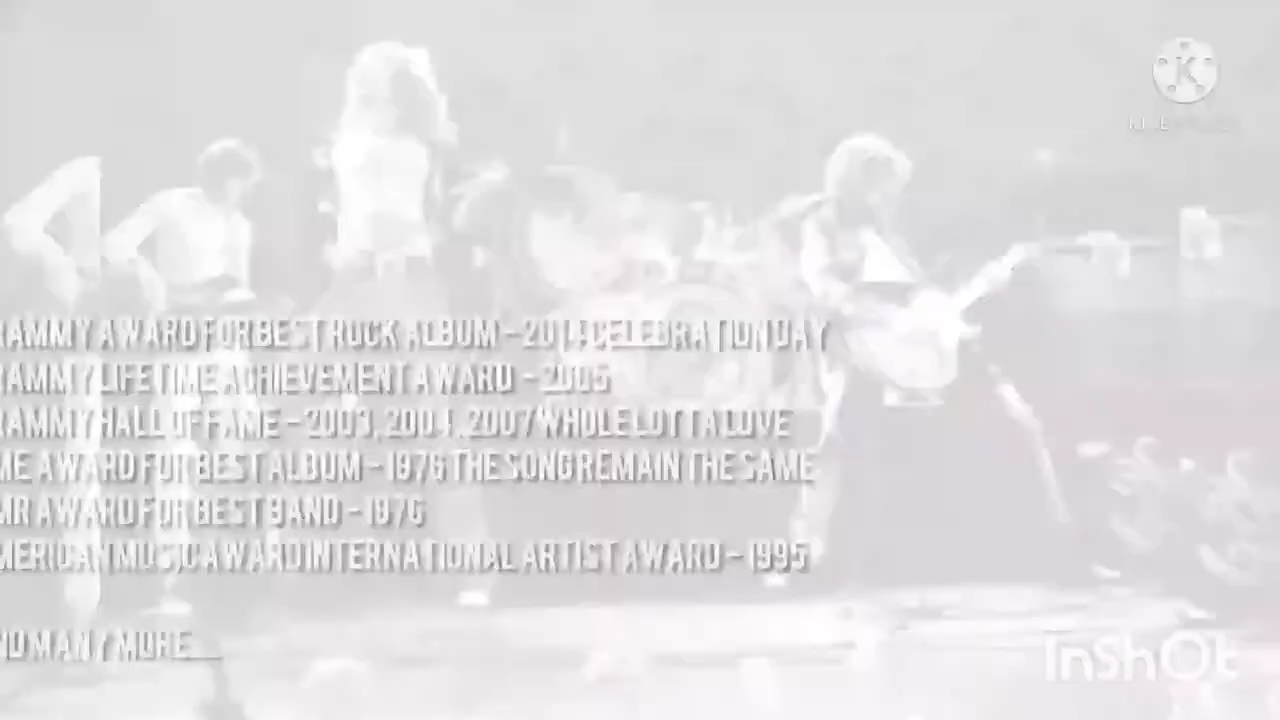 K
KINEMASTER
RAMMY AWARD FOR BEST ROCK ALBUM - 2014 CELEBRATION DAY
RAMMY LIFETIME ACHIEVEMENT AWARD - 2005
RAMMY HALL OF FAME - 2003, 2004, 2007 WHOLE LOTTA LOVE
ME AWARD FOR BEST ALBUM - 1976 THE SONG REMAIN THE SAME
MR AWARD FOR BEST BAND - 1976
MERICAN MUSIC AWARD INTERNATIONAL ARTIST AWARD - 1995
ND MANY MORE......
InShOt